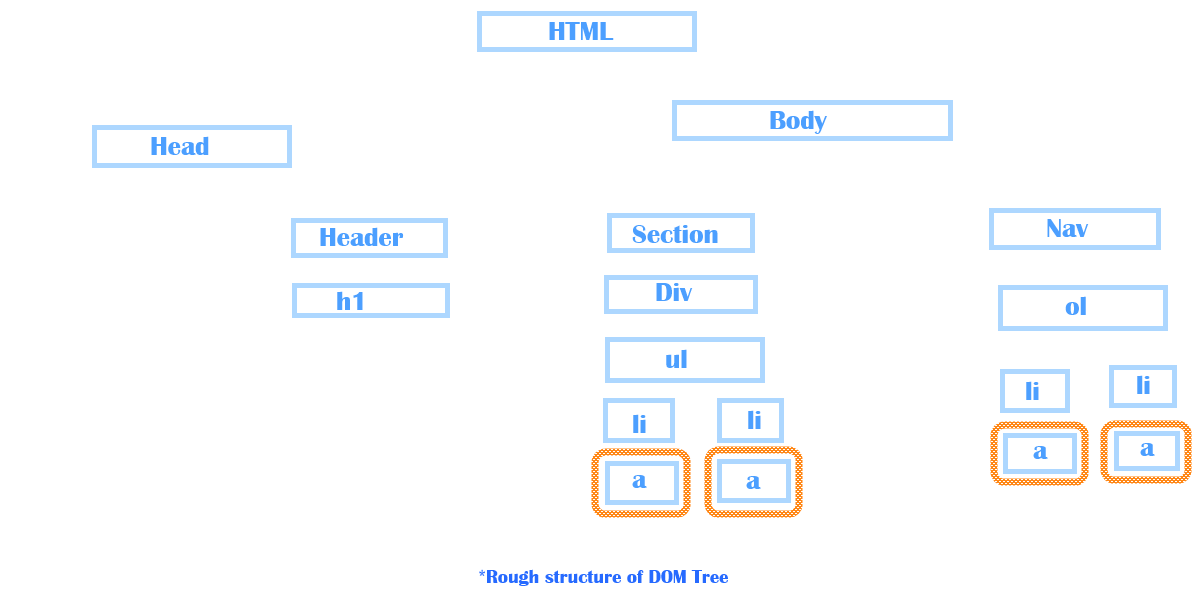 HTML
Body
Head
Header
Section
Nav
h1
Div
ol
ul
li
li
li
li
a
a
a
a
*Rough structure of DOM Tree